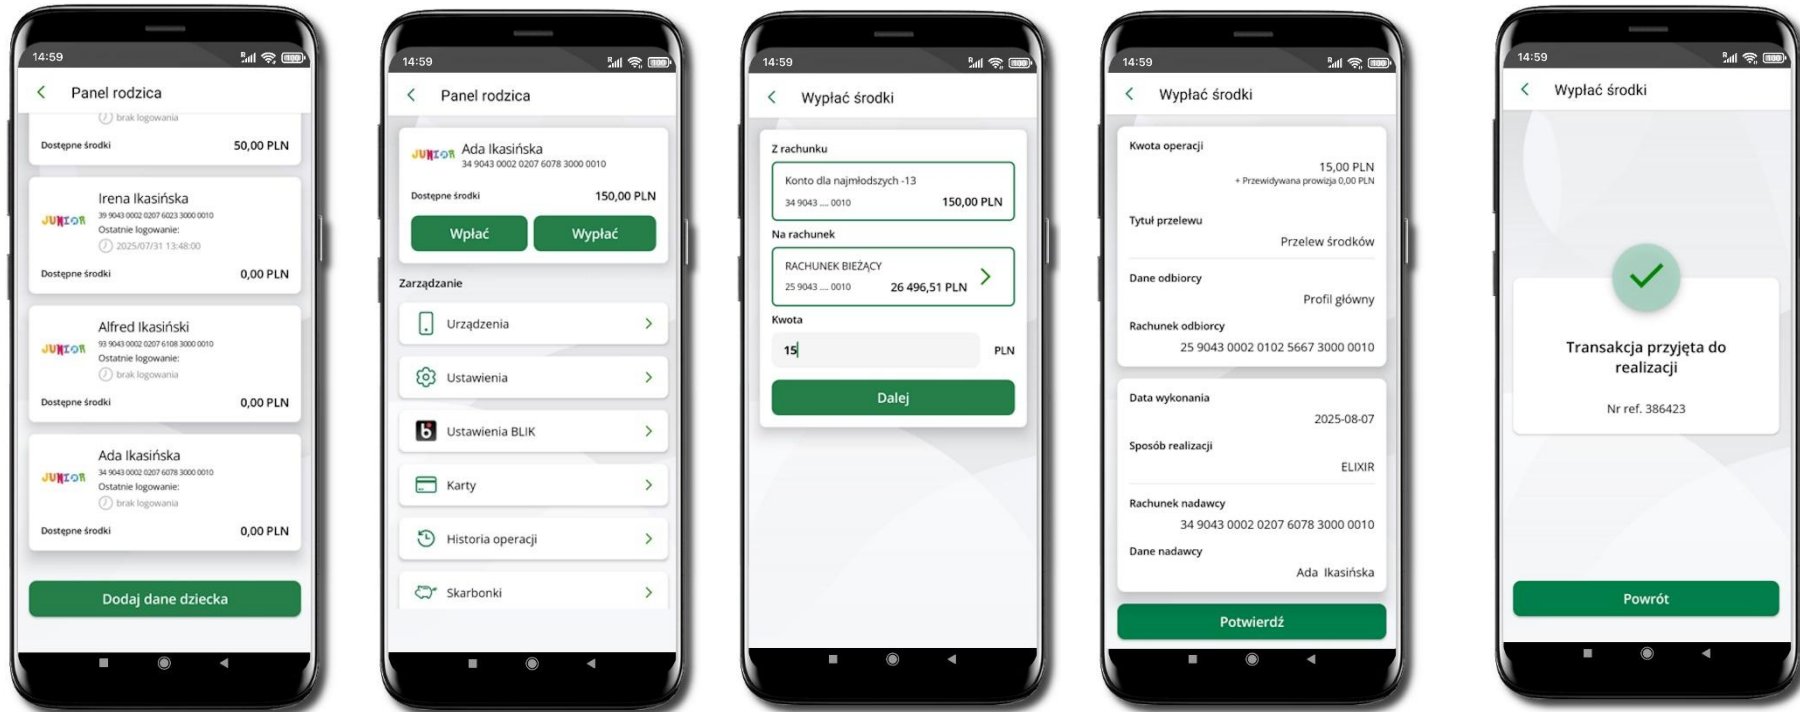 14:59
Panel rodzica
brak logowania
Dostępne środki 50,00 PLN
JUNIOR
Irena Ikasińska
39 9043 0002 0207 6023 3000 0010
Ostatnie logowanie:
2025/07/31 13:48:00
Dostępne środki 0,00 PLN
JUNIOR
Alfred Ikasiński
93 9043 0002 0207 6108 3000 0010
Ostatnie logowanie:
brak logowania
Dostępne środki 0,00 PLN
JUNIOR
Ada Ikasińska
34 9043 0002 0207 6078 3000 0010
Ostatnie logowanie:
brak logowania
Dostępne środki 0,00 PLN
Dodaj dane dziecka
14:59
Panel rodzica
JUNIOR
Ada Ikasińska
34 9043 0002 0207 6078 3000 0010
Dostępne środki 150,00 PLN
Wpłać Wypłać
Zarządzanie
Urządzenia
Ustawienia
Ustawienia BLIK
Karty
Historia operacji
Skarbonki
14:59
Wypłać środki
Z rachunku
Konto dla najmłodszych -13
34 9043 .... 0010 150,00 PLN
Na rachunek
RACHUNEK BIEŻĄCY
25 9043 .... 0010 26 496,51 PLN
Kwota
15 PLN
Dalej
14:59
Wypłać środki
Kwota operacji
15,00 PLN
+ Przewidywana prowizja 0,00 PLN
Tytuł przelewu
Przelew środków
Dane odbiorcy
Profil główny
Rachunek odbiorcy
25 9043 0002 0102 5667 3000 0010
Data wykonania
2025-08-07
Sposób realizacji
ELIXIR
Rachunek nadawcy
34 9043 0002 0207 6078 3000 0010
Dane nadawcy
Ada Ikasińska
Potwierdź
14:59
Wypłać środki
Transakcja przyjęta do
realizacji
Nr ref. 386423
Powrót